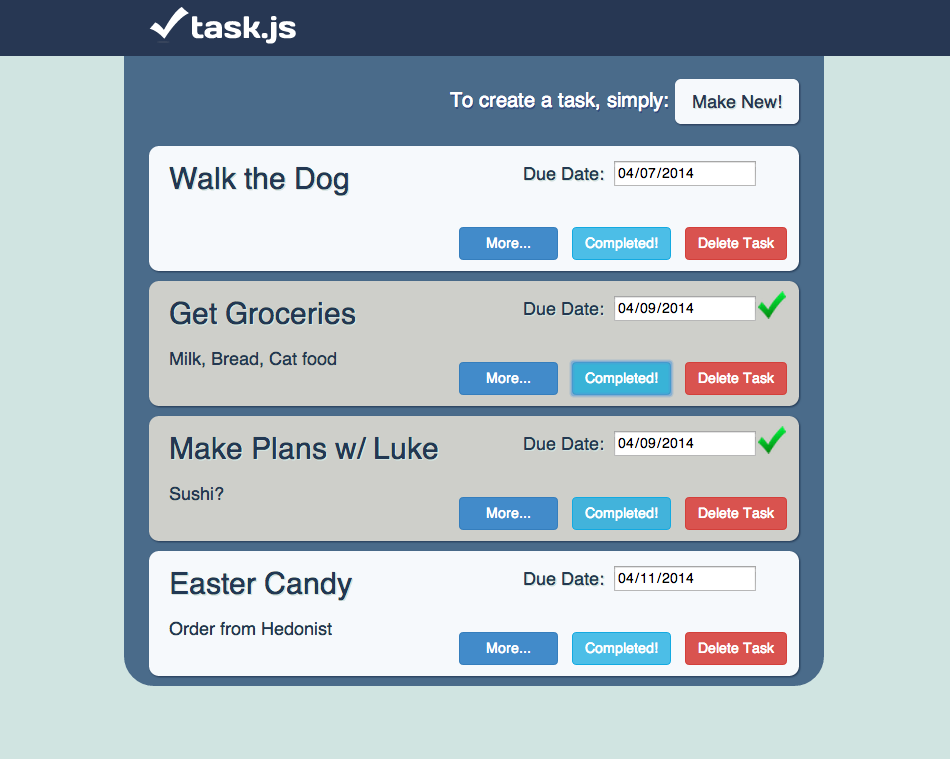 task.js
To create a task, simply: Make New!
Walk the Dog Due Date: 04/07/2014
More... Completed! Delete Task
Get Groceries Due Date: 04/09/2014
Milk, Bread, Cat food
More... Completed! Delete Task
Make Plans w/ Luke Due Date: 04/09/2014
Sushi?
More... Completed! Delete Task
Easter Candy Due Date: 04/11/2014
Order from Hedonist
More... Completed! Delete Task